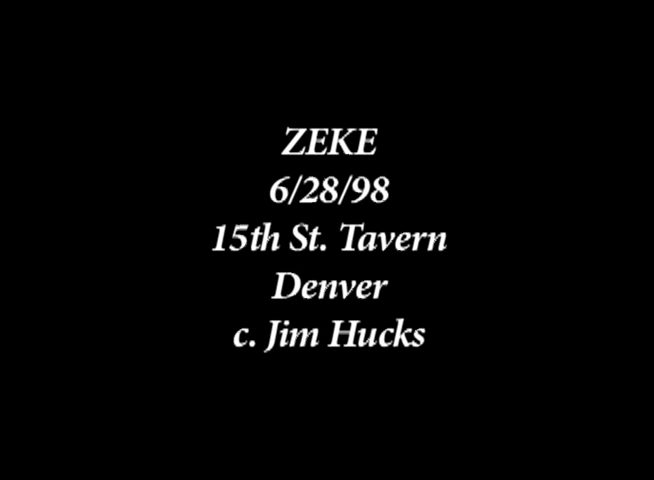 ZEKE
6/28/98
15th St. Tavern
Denver
c. Jim Hucks